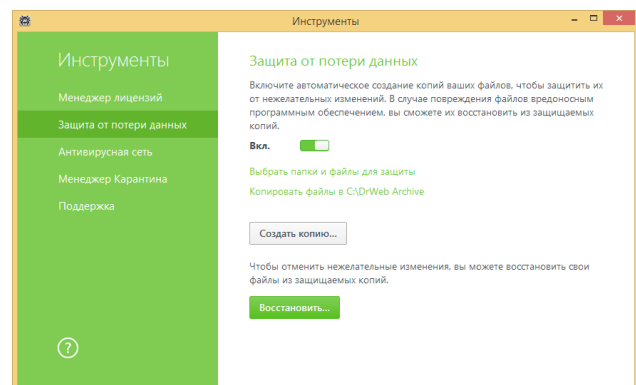 Инструменты
Инструменты
Менеджер лицензий
Защита от потери данных
Антивирусная сеть
Менеджер Карантина
Поддержка
?
Защита от потери данных
Включите автоматическое создание копий ваших файлов, чтобы защитить их
от нежелательных изменений. В случае повреждения файлов вредоносным
программным обеспечением, вы сможете их восстановить из защищаемых
копий.
Вкл.
Выбрать папки и файлы для защиты
Копировать файлы в C:\DrWeb Archive
Создать копию...
Чтобы отменить нежелательные изменения, вы можете восстановить свои
файлы из защищаемых копий.
Восстановить...